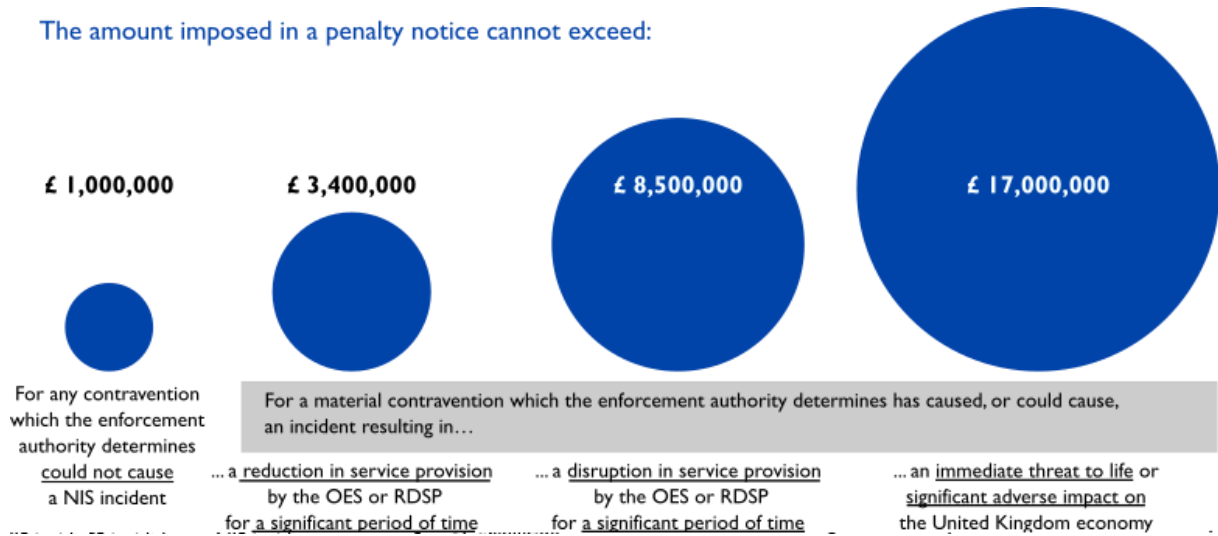 The amount imposed in a penalty notice cannot exceed:
£ 1,000,000
£ 3,400,000
£ 8,500,000
£ 17,000,000
For any contravention
which the enforcement
authority determines
could not cause
a NIS incident
For a material contravention which the enforcement authority determines has caused, or could cause,
an incident resulting in…
... a reduction in service provision
by the OES or RDSP
for a significant period of time
... a disruption in service provision
by the OES or RDSP
for a significant period of time
... an immediate threat to life or
significant adverse impact on
the United Kingdom economy